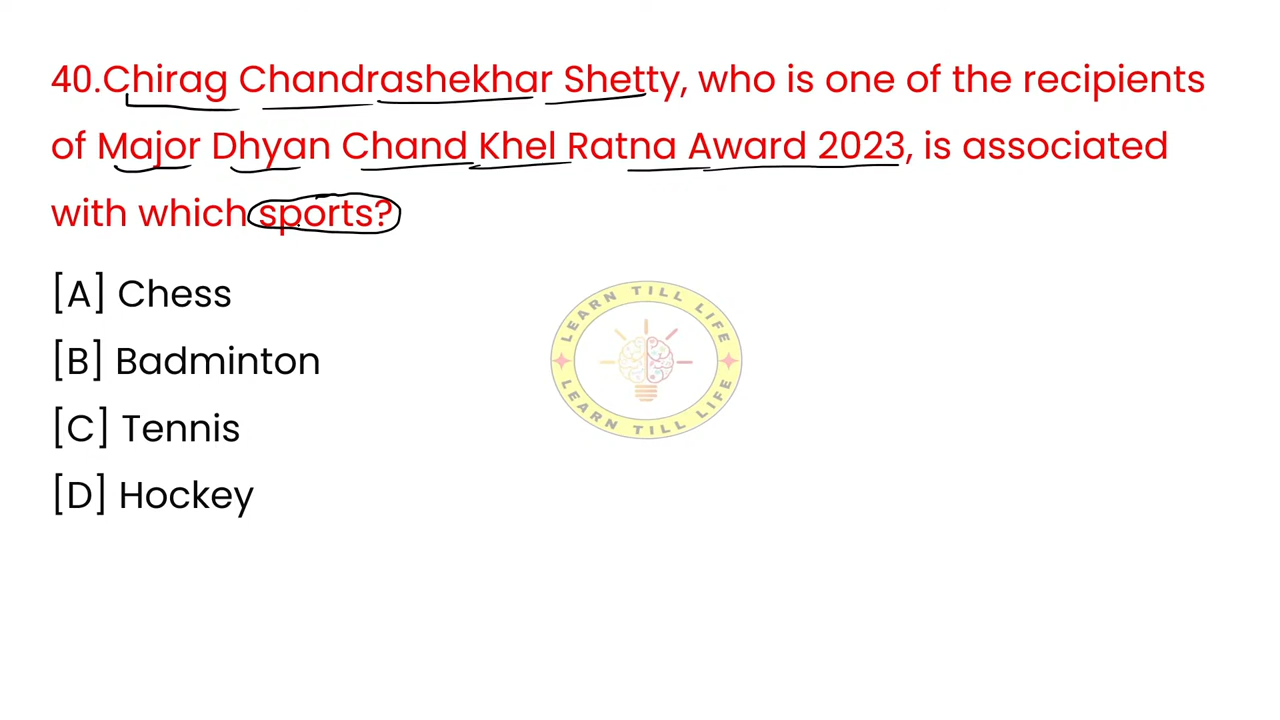 40.Chirag Chandrashekhar Shetty, who is one of the recipients
of Major Dhyan Chand Khel Ratna Award 2023, is associated
with which sports?
[A] Chess
[B] Badminton
[C] Tennis
[D] Hockey
LEARN TILL LIFE
LEARN TILL LIFE